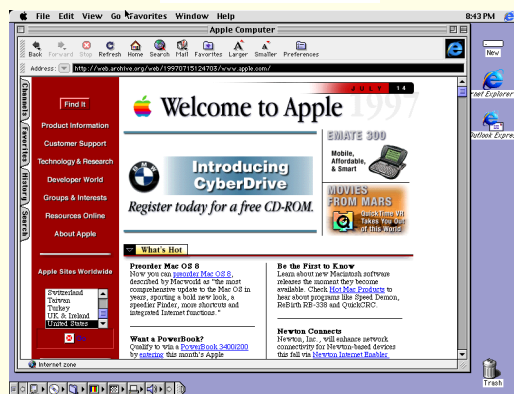 File Edit View Go Favorites Window Help
8:43 PM
Apple Computer
Back Forward Stop Refresh Home Search Mail Favorites Larger Smaller Preferences
Address: http://web.archive.org/web/19970715124703/www.apple.com/
New
Internet zone
Channels
Favorites
History
Search
Find It
Product Information
Customer Support
Technology & Research
Developer World
Groups & Interests
Resources Online
About Apple
Apple Sites Worldwide
Switzerland
Taiwan
Turkey
UK & Ireland
United States
JULY 14
1997
Welcome to Apple
Introducing
CyberDrive
Register today for a free CD-ROM.
EMATE 300
Mobile,
Affordable,
& Smart
MOVIES
FROM MARS
QuickTime VR
Takes You Out
of this World
What's Hot
Preorder Mac OS 8
Now you can preorder Mac OS 8,
described by Macworld as "the most
comprehensive update to the Mac OS in
years, sporting a bold new look, a
speedier Finder, more shortcuts and
integrated Internet functions."
Want a PowerBook?
Qualify to win a PowerBook 3400/200
by entering this month's Apple
Be the First to Know
Learn about new Macintosh software
releases the moment they become
available. Check Hot Mac Products to
hear about programs like Speed Demon,
ReBirth RB-338 and QuickCRC.
Newton Connects
Newton, Inc., will enhance network
connectivity for Newton-based devices
this fall via Newton Internet Enabler.
rnet Explorer
Outlook Expres
Trash